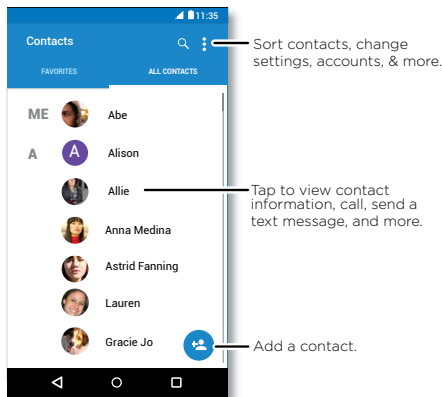 11:35
Contacts
Sort contacts, change
settings, accounts, & more.
FAVORITES
ALL CONTACTS
ME
Abe
A
A
Alison
Allie
Tap to view contact
information, call, send a
text message, and more.
Anna Medina
Astrid Fanning
Lauren
Gracie Jo
Add a contact.